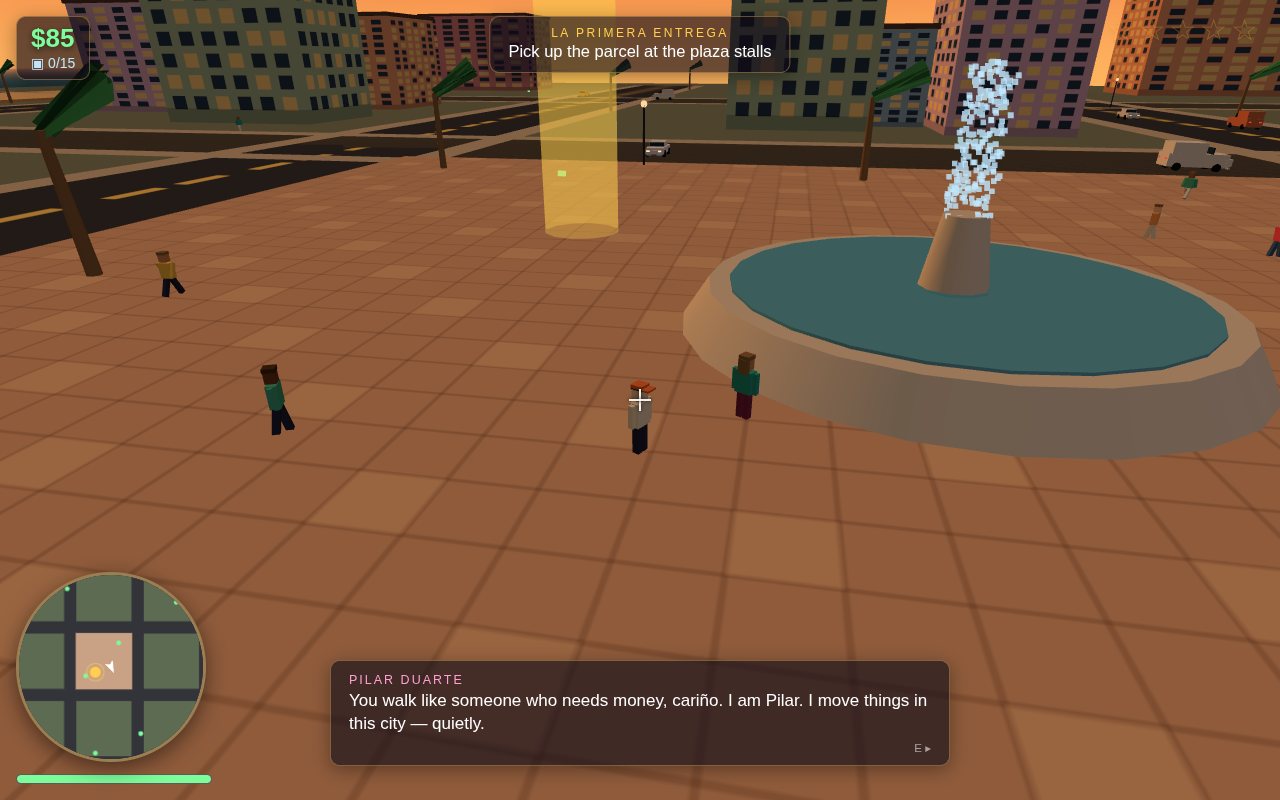 $85
▣ 0/15
LA PRIMERA ENTREGA
Pick up the parcel at the plaza stalls
PILAR DUARTE
You walk like someone who needs money, cariño. I am Pilar. I move things in
this city — quietly.
E ▸